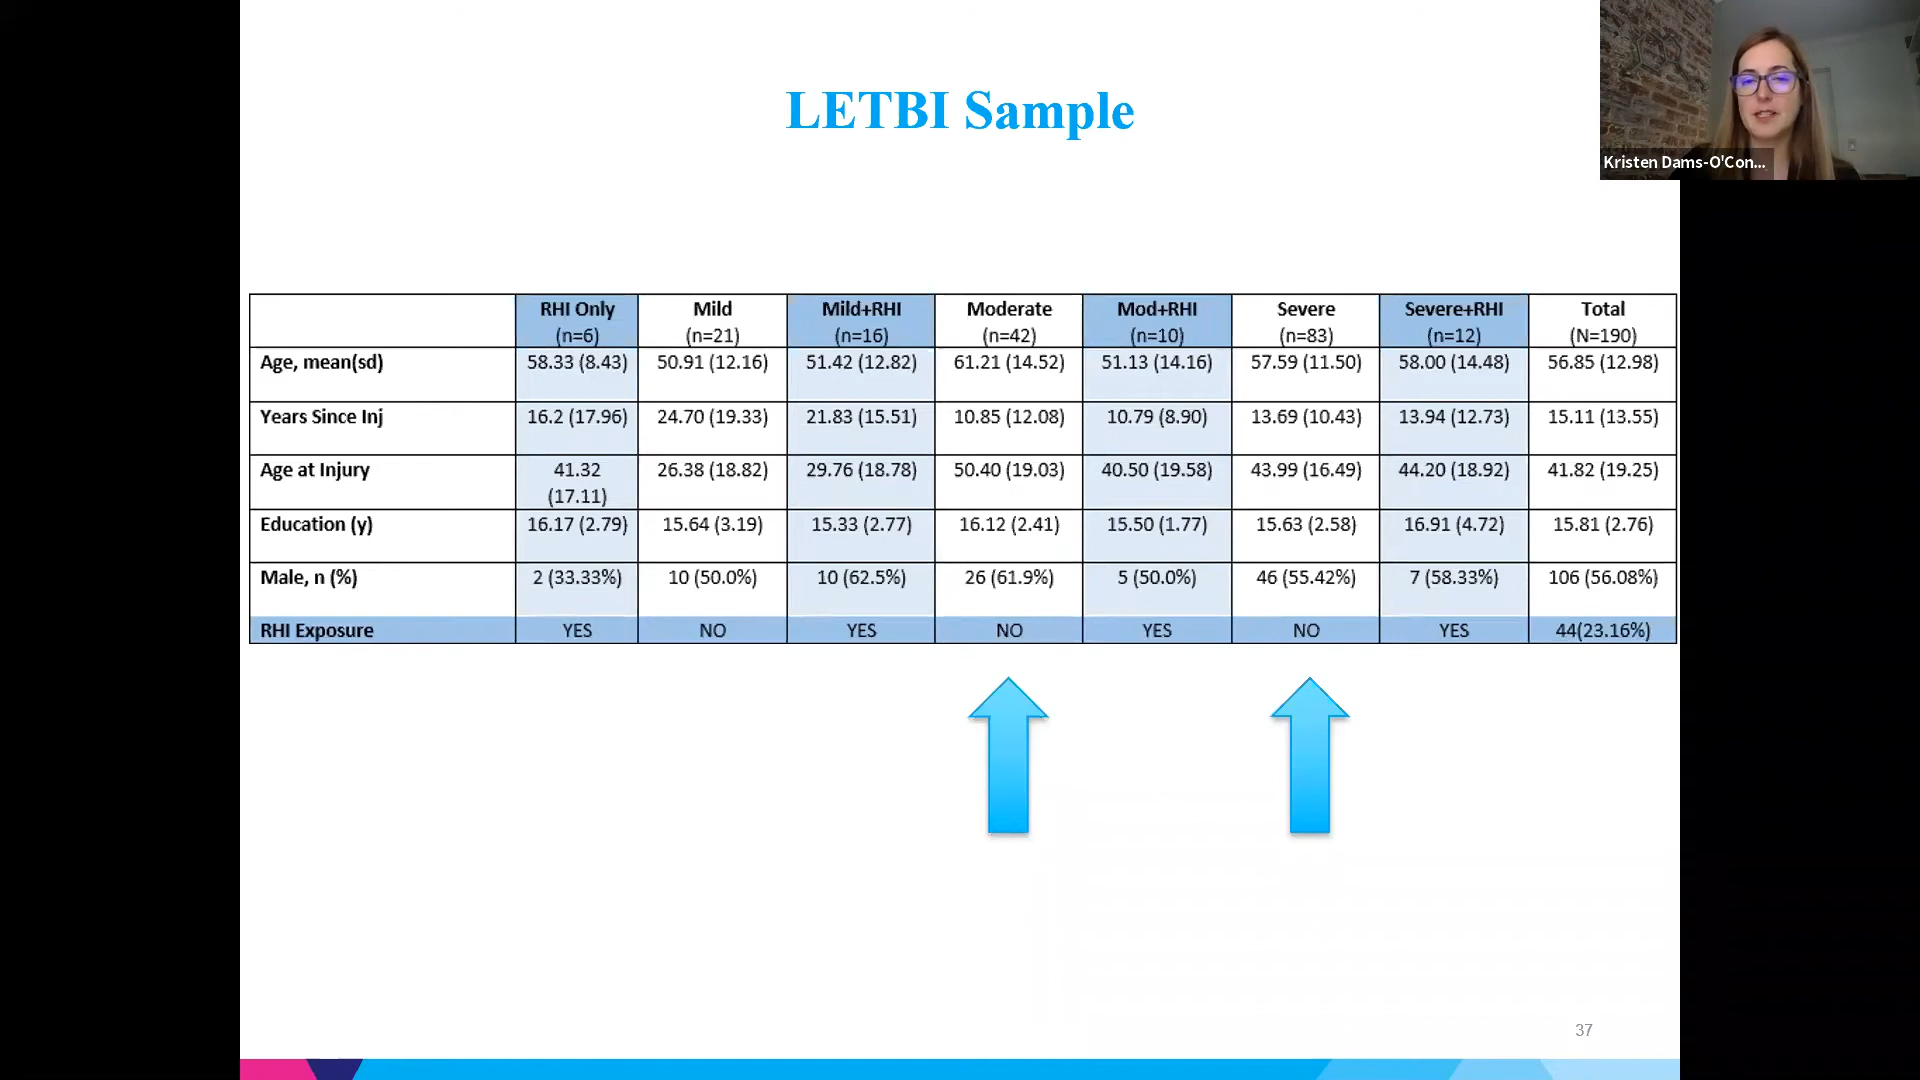 LETBI Sample
Kristen Dams-O'Con...
RHI Only Mild Mild+RHI Moderate Mod+RHI Severe Severe+RHI Total
(n=6) (n=21) (n=16) (n=42) (n=10) (n=83) (n=12) (N=190)
Age, mean(sd) 58.33 (8.43) 50.91 (12.16) 51.42 (12.82) 61.21 (14.52) 51.13 (14.16) 57.59 (11.50) 58.00 (14.48) 56.85 (12.98)
Years Since Inj 16.2 (17.96) 24.70 (19.33) 21.83 (15.51) 10.85 (12.08) 10.79 (8.90) 13.69 (10.43) 13.94 (12.73) 15.11 (13.55)
Age at Injury 41.32 26.38 (18.82) 29.76 (18.78) 50.40 (19.03) 40.50 (19.58) 43.99 (16.49) 44.20 (18.92) 41.82 (19.25)
(17.11)
Education (y) 16.17 (2.79) 15.64 (3.19) 15.33 (2.77) 16.12 (2.41) 15.50 (1.77) 15.63 (2.58) 16.91 (4.72) 15.81 (2.76)
Male, n (%) 2 (33.33%) 10 (50.0%) 10 (62.5%) 26 (61.9%) 5 (50.0%) 46 (55.42%) 7 (58.33%) 106 (56.08%)
RHI Exposure YES NO YES NO YES NO YES 44(23.16%)
37